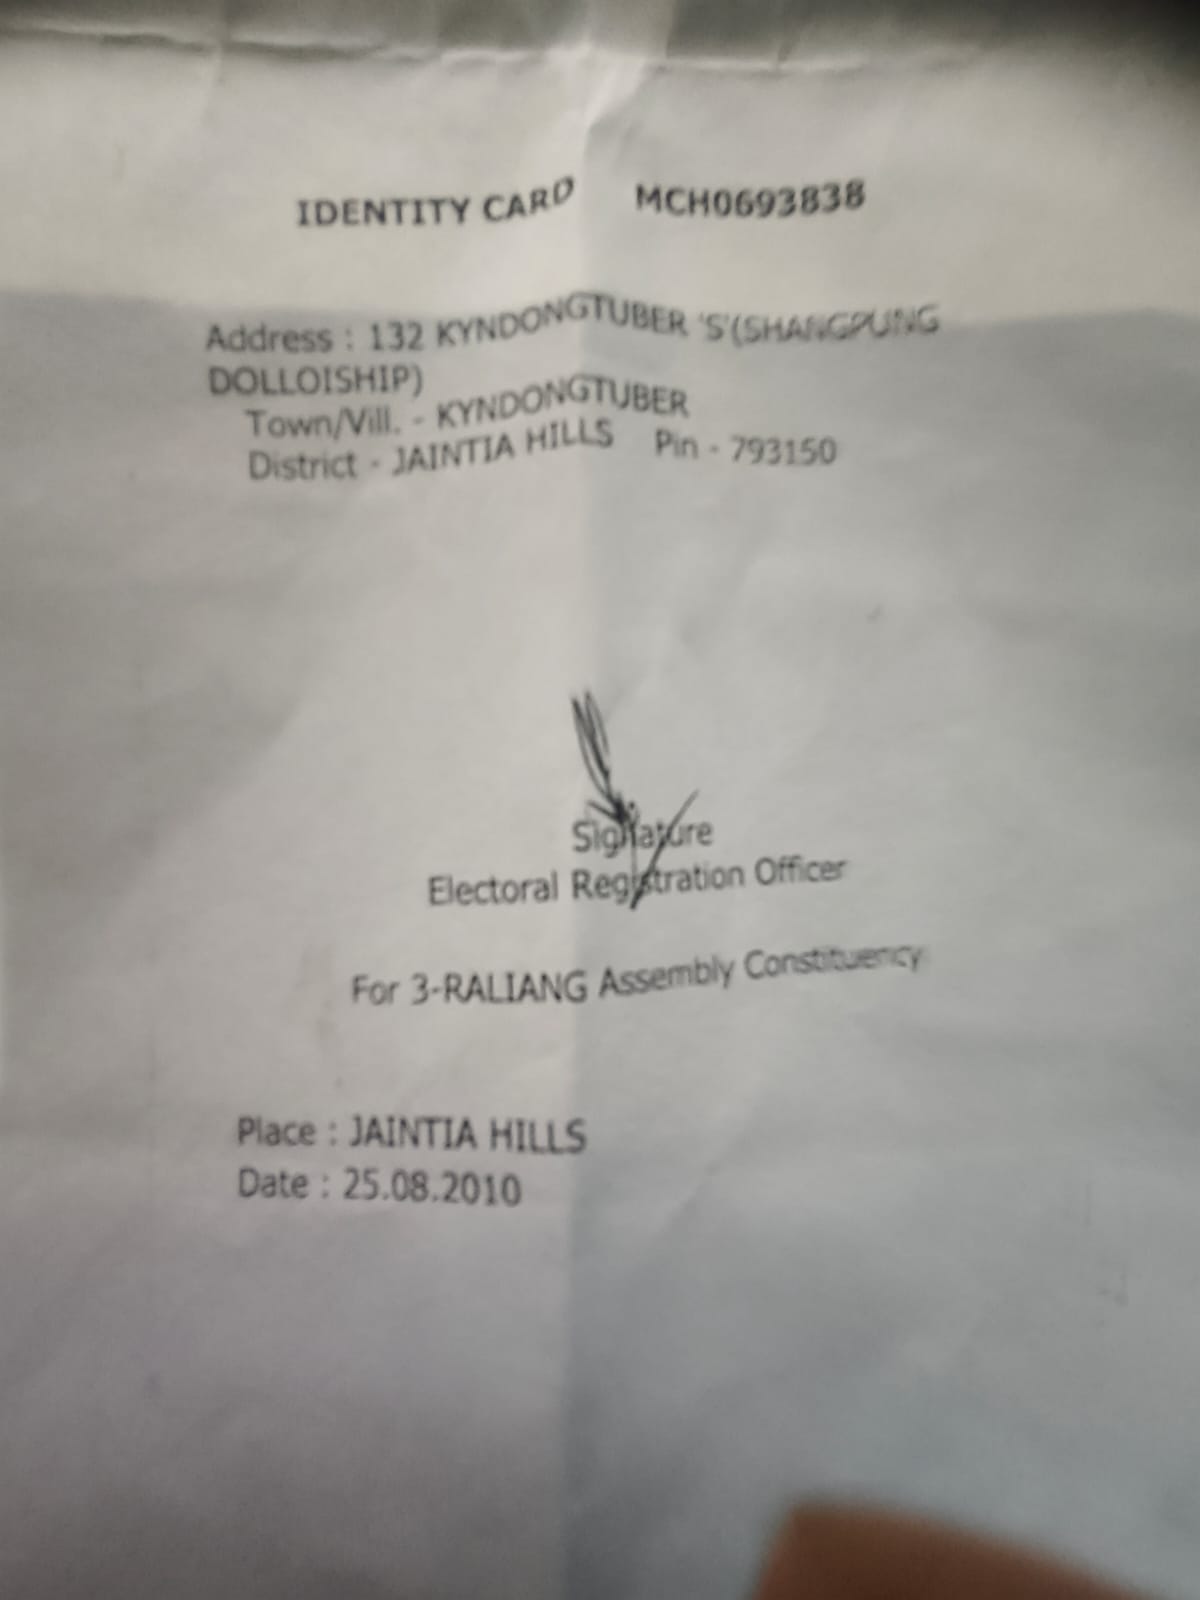 IDENTITY CARD MCH0693838
Address : 132 KYNDONGTUBER 'S'(SHANGPUNG
DOLLOISHIP)
Town/Vill. - KYNDONGTUBER
District - JAINTIA HILLS Pin - 793150
Signature
Electoral Registration Officer
For 3-RALIANG Assembly Constituency
Place : JAINTIA HILLS
Date : 25.08.2010